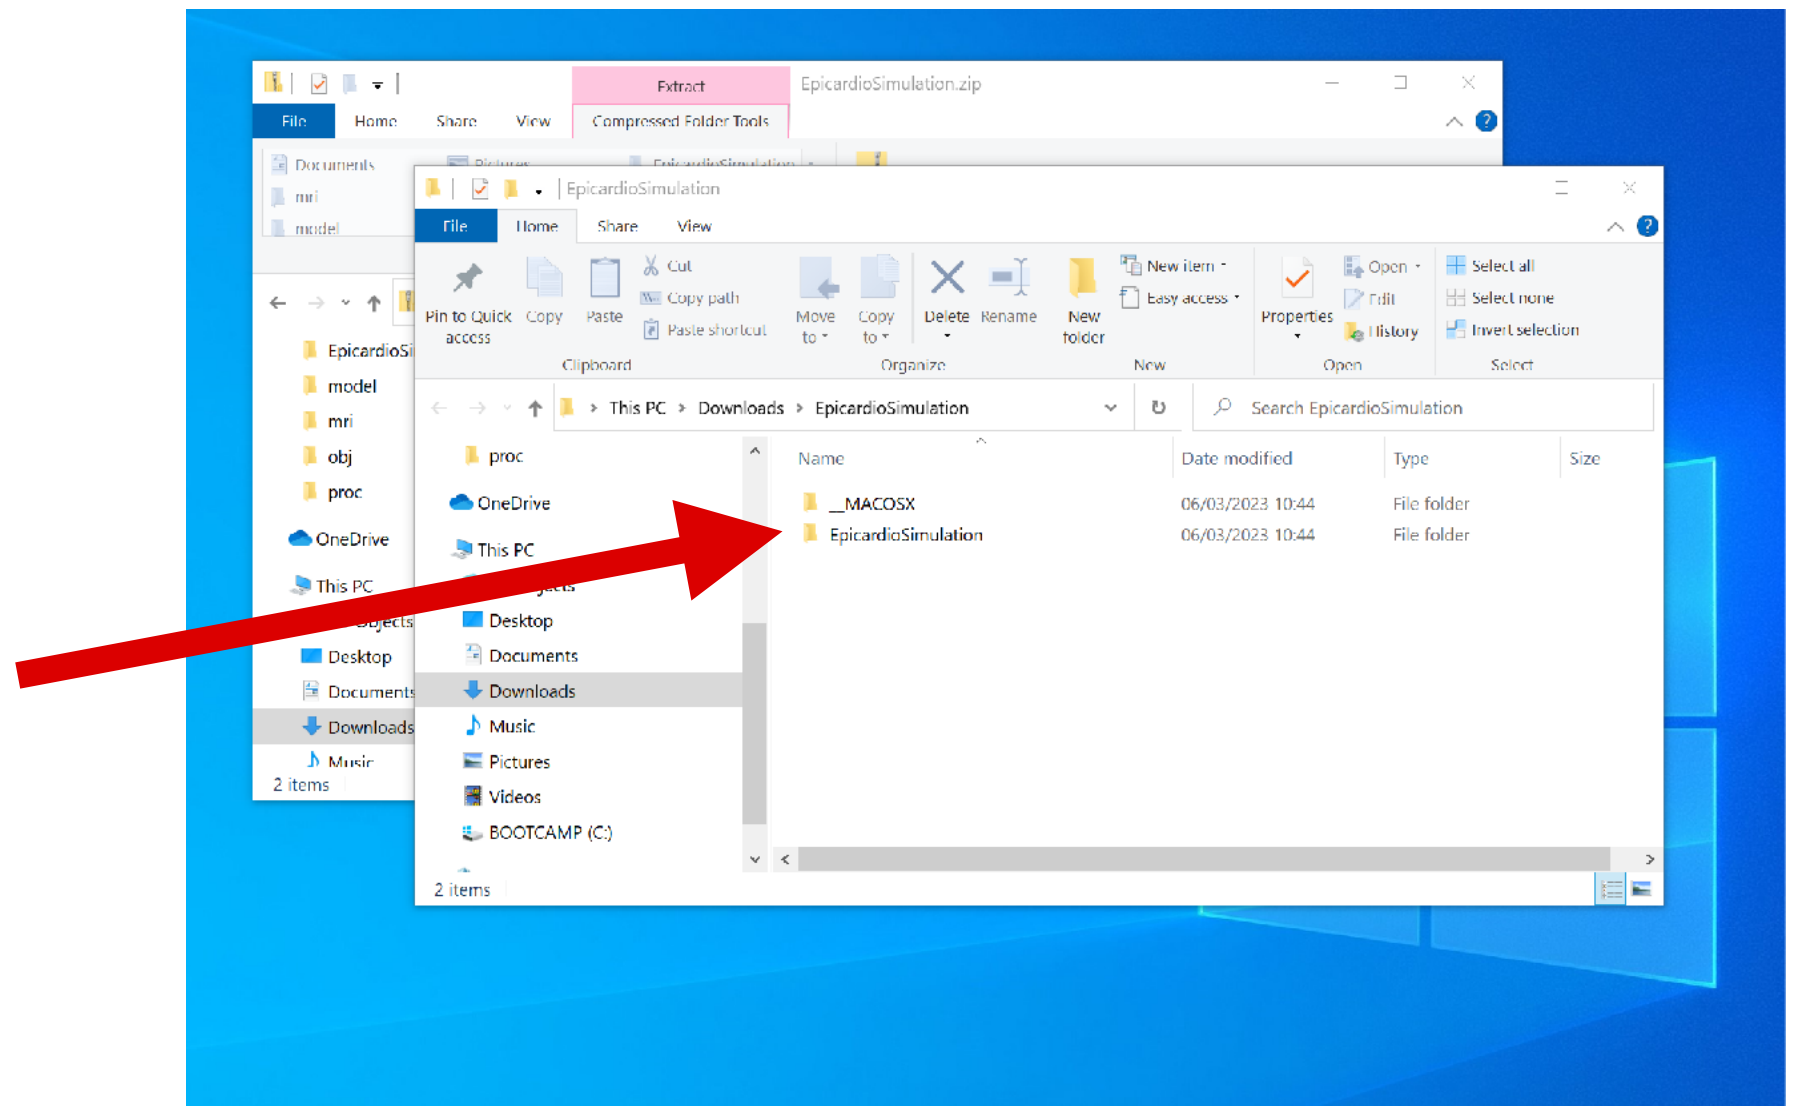 Extract
EpicardioSimulation.zip
File Home Share View Compressed Folder Tools
Documents Pictures EpicardioSimulation
mri
model
EpicardioSimulation
File Home Share View
Pin to Quick access
Copy
Paste
Cut
Copy path
Paste shortcut
Clipboard
Move to
Copy to
Delete
Rename
Organize
New folder
New item
Easy access
New
Properties
Open
Edit
History
Open
Select all
Select none
Invert selection
Select
This PC > Downloads > EpicardioSimulation
Search EpicardioSimulation
Name Date modified Type Size
__MACOSX 06/03/2023 10:44 File folder
EpicardioSimulation 06/03/2023 10:44 File folder
proc
OneDrive
This PC
Desktop
Documents
Downloads
Music
Pictures
Videos
BOOTCAMP (C:)
2 items
EpicardioSi
model
mri
obj
proc
OneDrive
This PC
Objects
Desktop
Documents
Downloads
Music
2 items